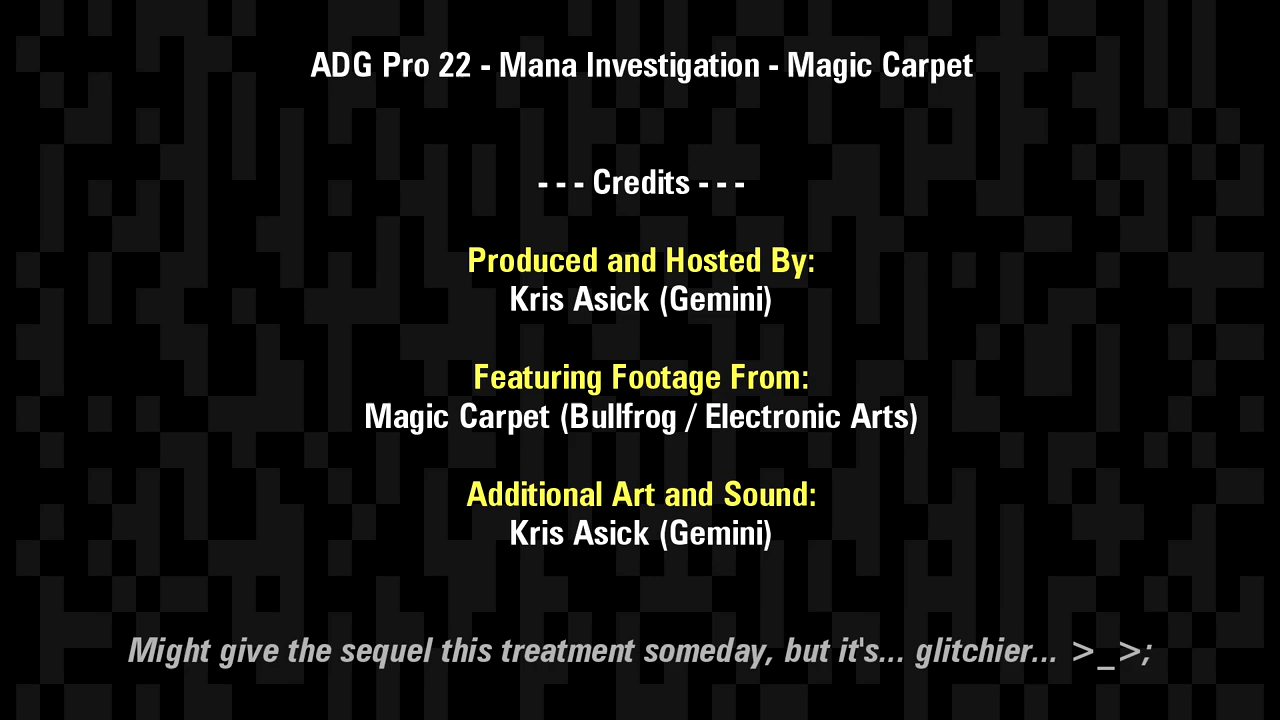 ADG Pro 22 - Mana Investigation - Magic Carpet
- - - Credits - - -
Produced and Hosted By:
Kris Asick (Gemini)
Featuring Footage From:
Magic Carpet (Bullfrog / Electronic Arts)
Additional Art and Sound:
Kris Asick (Gemini)
Might give the sequel this treatment someday, but it's... glitchier... >_>;